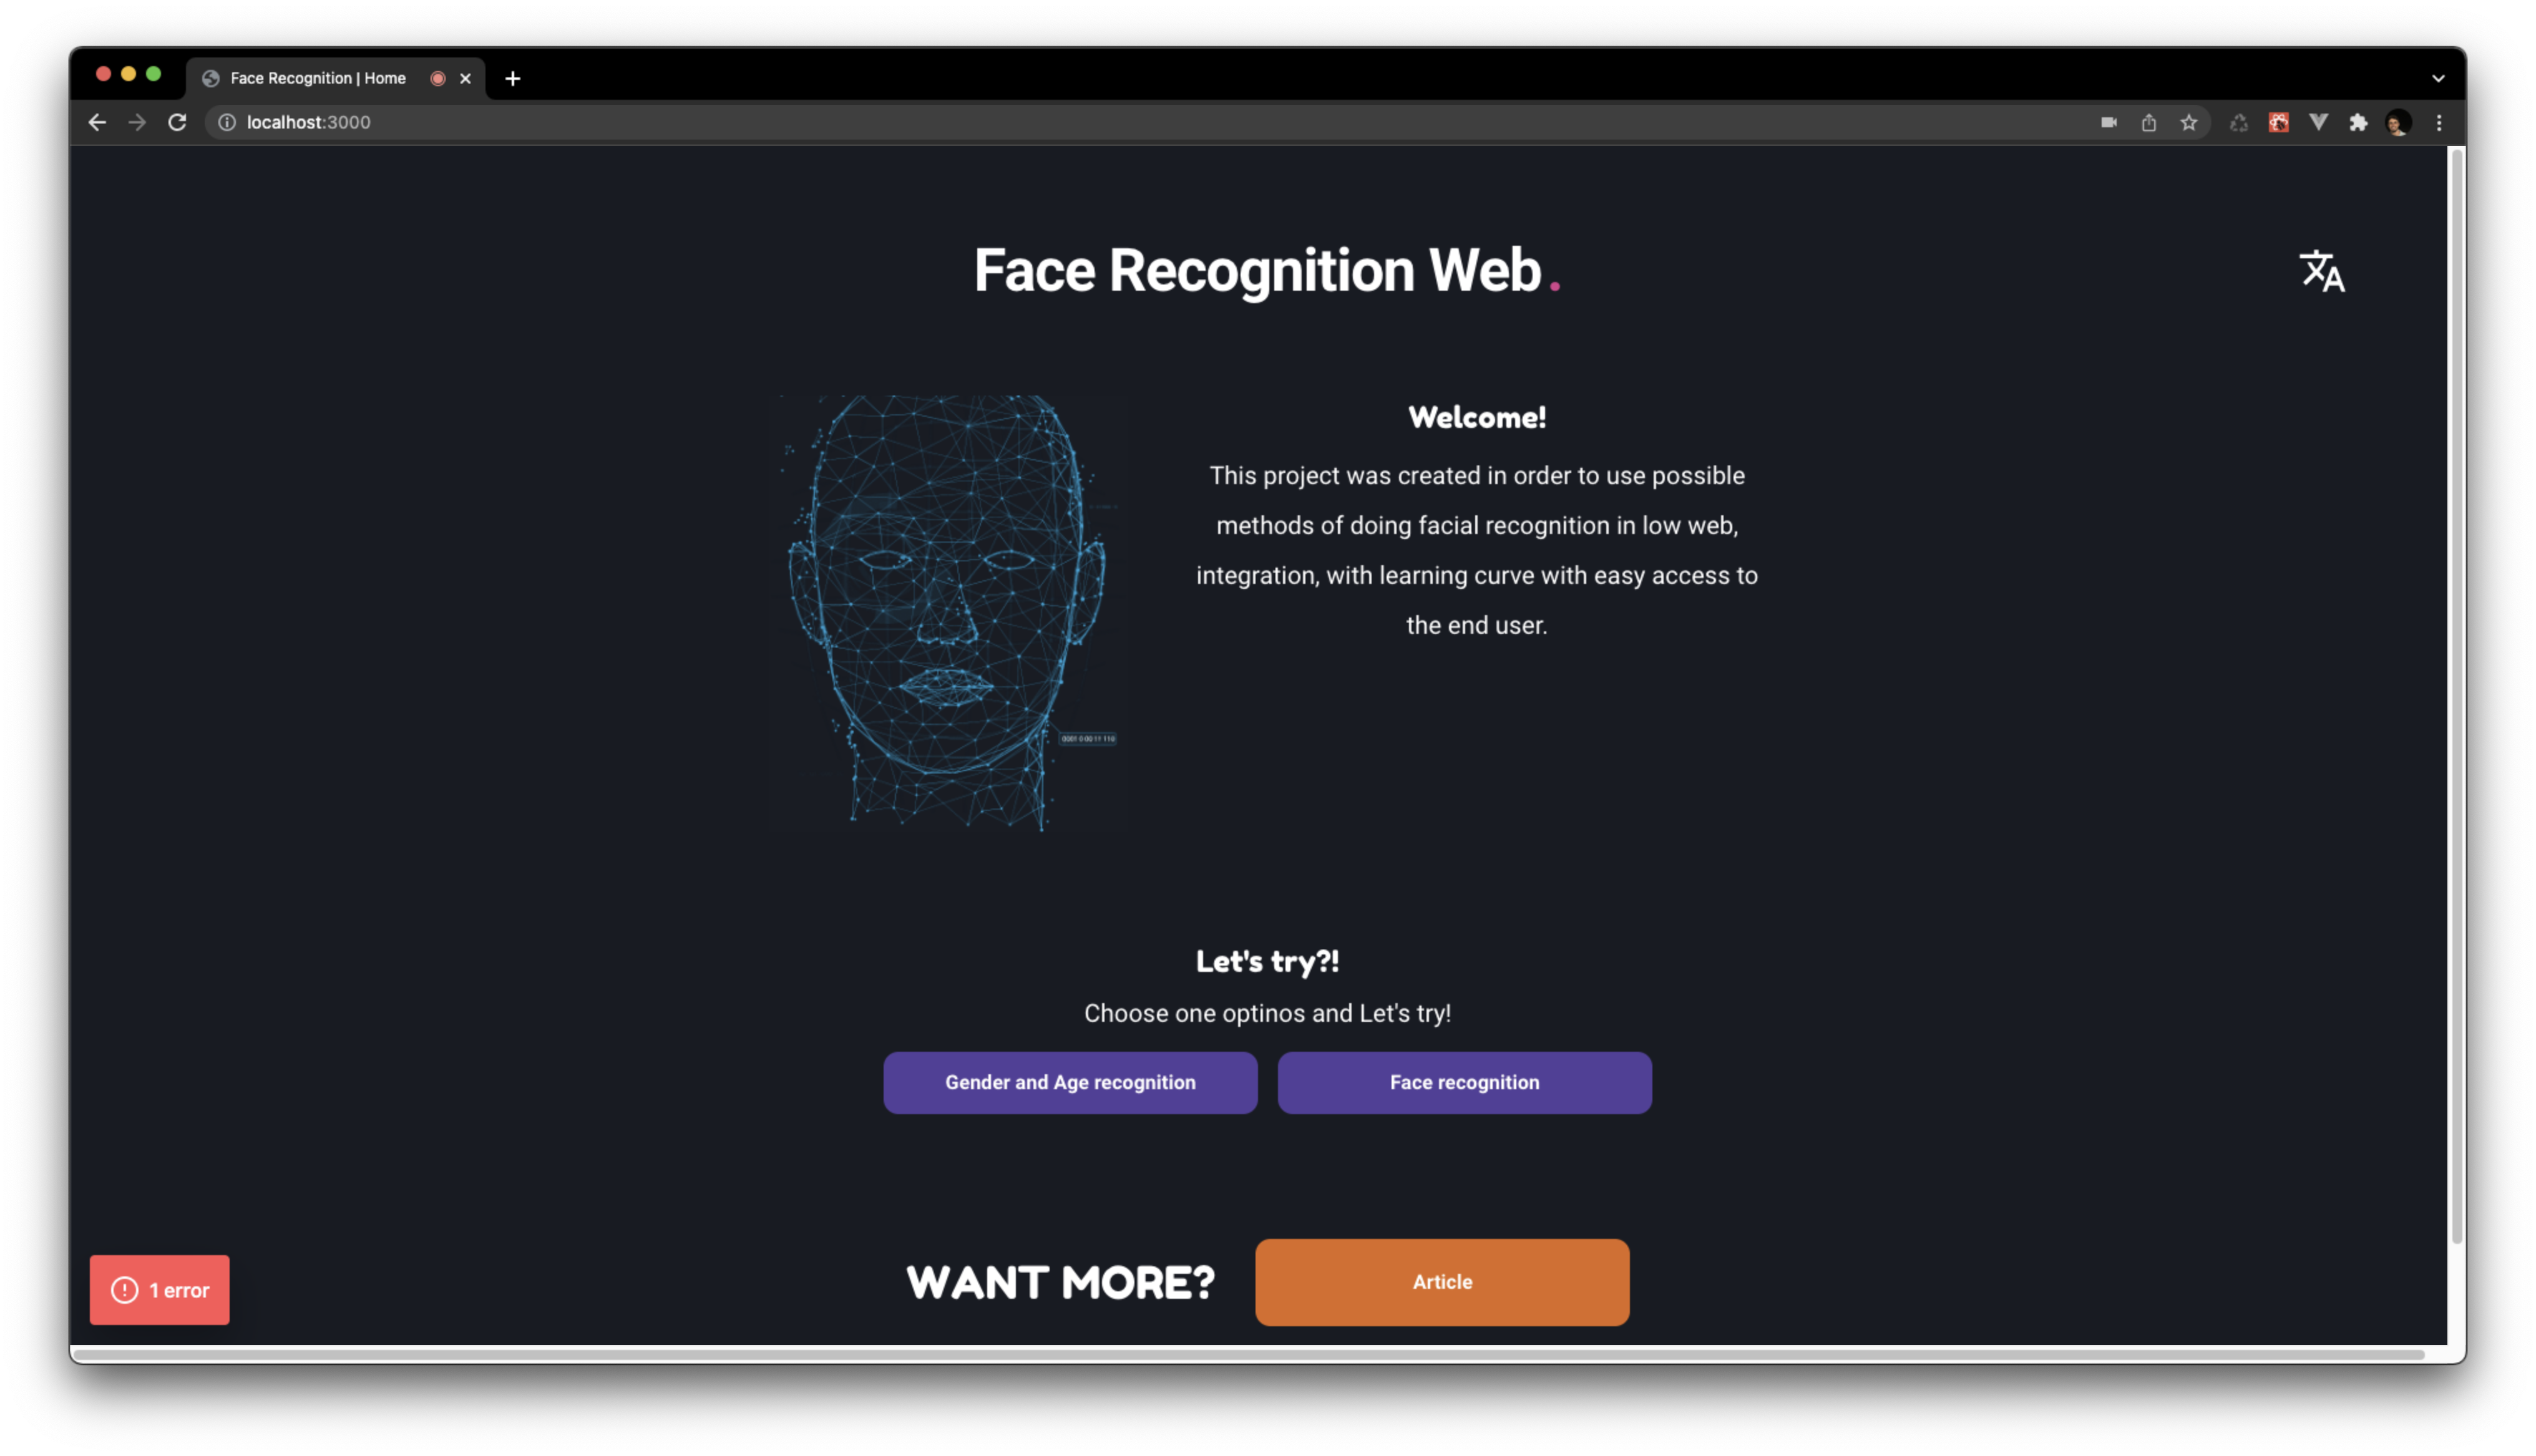 Face Recognition | Home
localhost:3000
Face Recognition Web.
Welcome!
This project was created in order to use possible
methods of doing facial recognition in low web,
integration, with learning curve with easy access to
the end user.
Let's try?!
Choose one optinos and Let's try!
Gender and Age recognition
Face recognition
WANT MORE?
Article
1 error